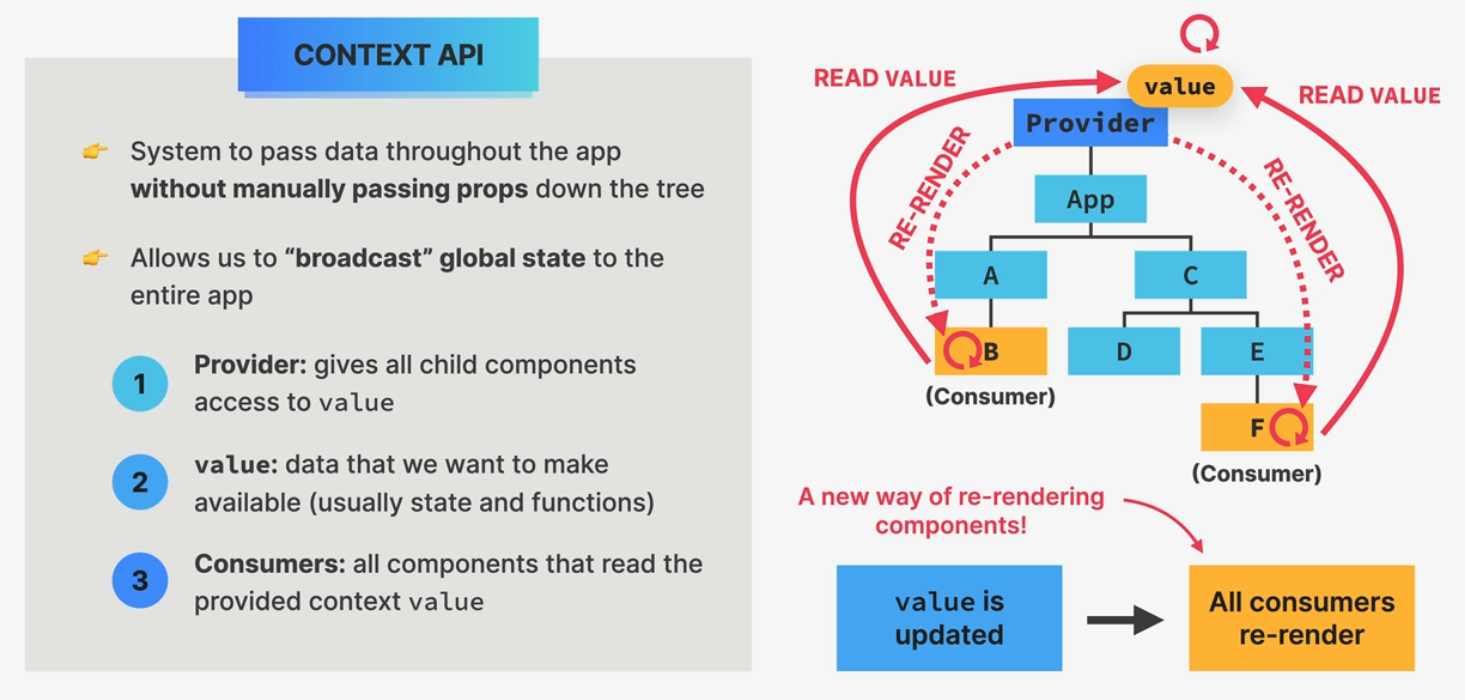 CONTEXT API
👉 System to pass data throughout the app
without manually passing props down the tree
👉 Allows us to “broadcast” global state to the
entire app
1 Provider: gives all child components
access to value
2 value: data that we want to make
available (usually state and functions)
3 Consumers: all components that read the
provided context value
READ VALUE
value
READ VALUE
Provider
RE-RENDER
RE-RENDER
App
A
C
B
D
E
(Consumer)
F
(Consumer)
A new way of re-rendering
components!
value is
updated
All consumers
re-render